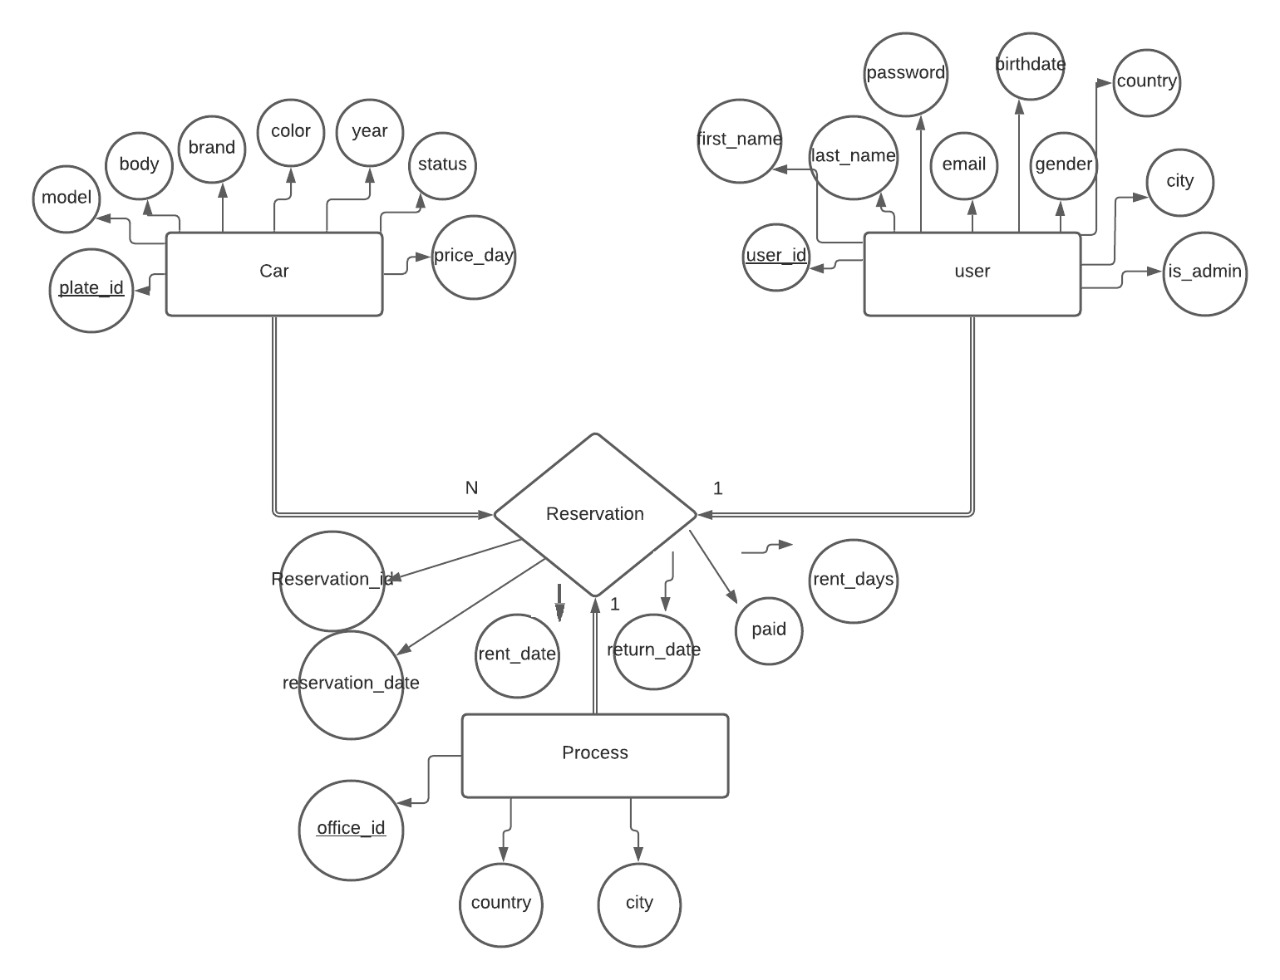 password
birthdate
country
first_name
last_name
email
gender
city
user_id
user
is_admin
color
year
brand
body
status
model
Car
price_day
plate_id
N
1
Reservation
Reservation_id
rent_days
1
paid
rent_date
return_date
reservation_date
Process
office_id
country
city